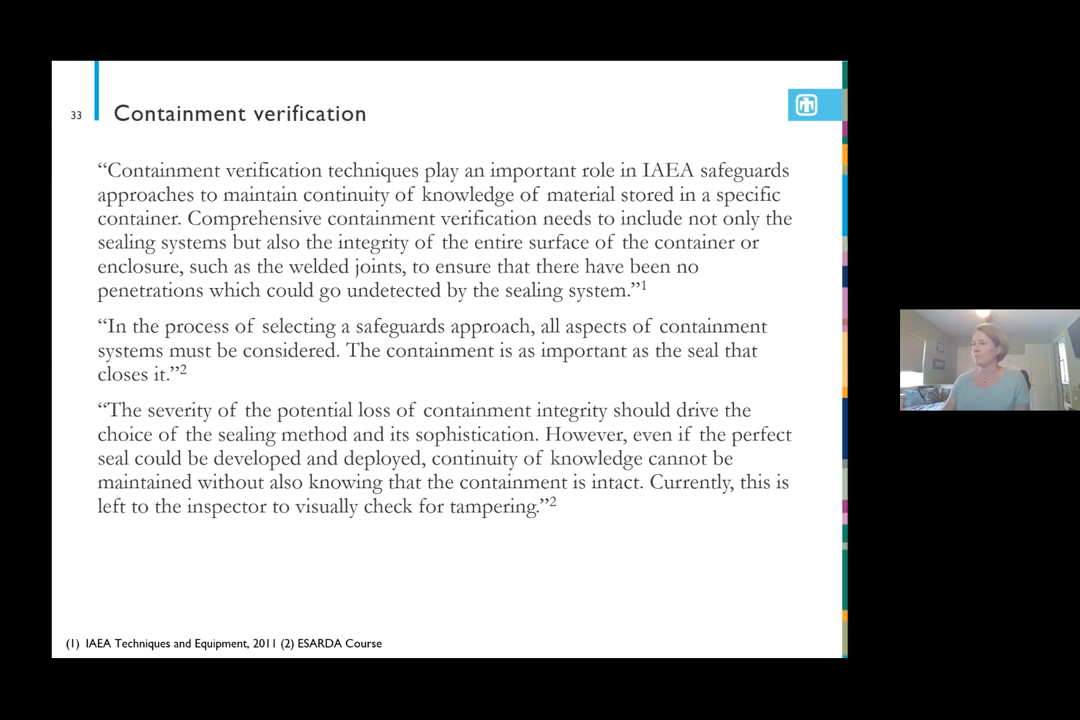 33
Containment verification
“Containment verification techniques play an important role in IAEA safeguards
approaches to maintain continuity of knowledge of material stored in a specific
container. Comprehensive containment verification needs to include not only the
sealing systems but also the integrity of the entire surface of the container or
enclosure, such as the welded joints, to ensure that there have been no
penetrations which could go undetected by the sealing system.”1
“In the process of selecting a safeguards approach, all aspects of containment
systems must be considered. The containment is as important as the seal that
closes it.”2
“The severity of the potential loss of containment integrity should drive the
choice of the sealing method and its sophistication. However, even if the perfect
seal could be developed and deployed, continuity of knowledge cannot be
maintained without also knowing that the containment is intact. Currently, this is
left to the inspector to visually check for tampering.”2
(1) IAEA Techniques and Equipment, 2011 (2) ESARDA Course